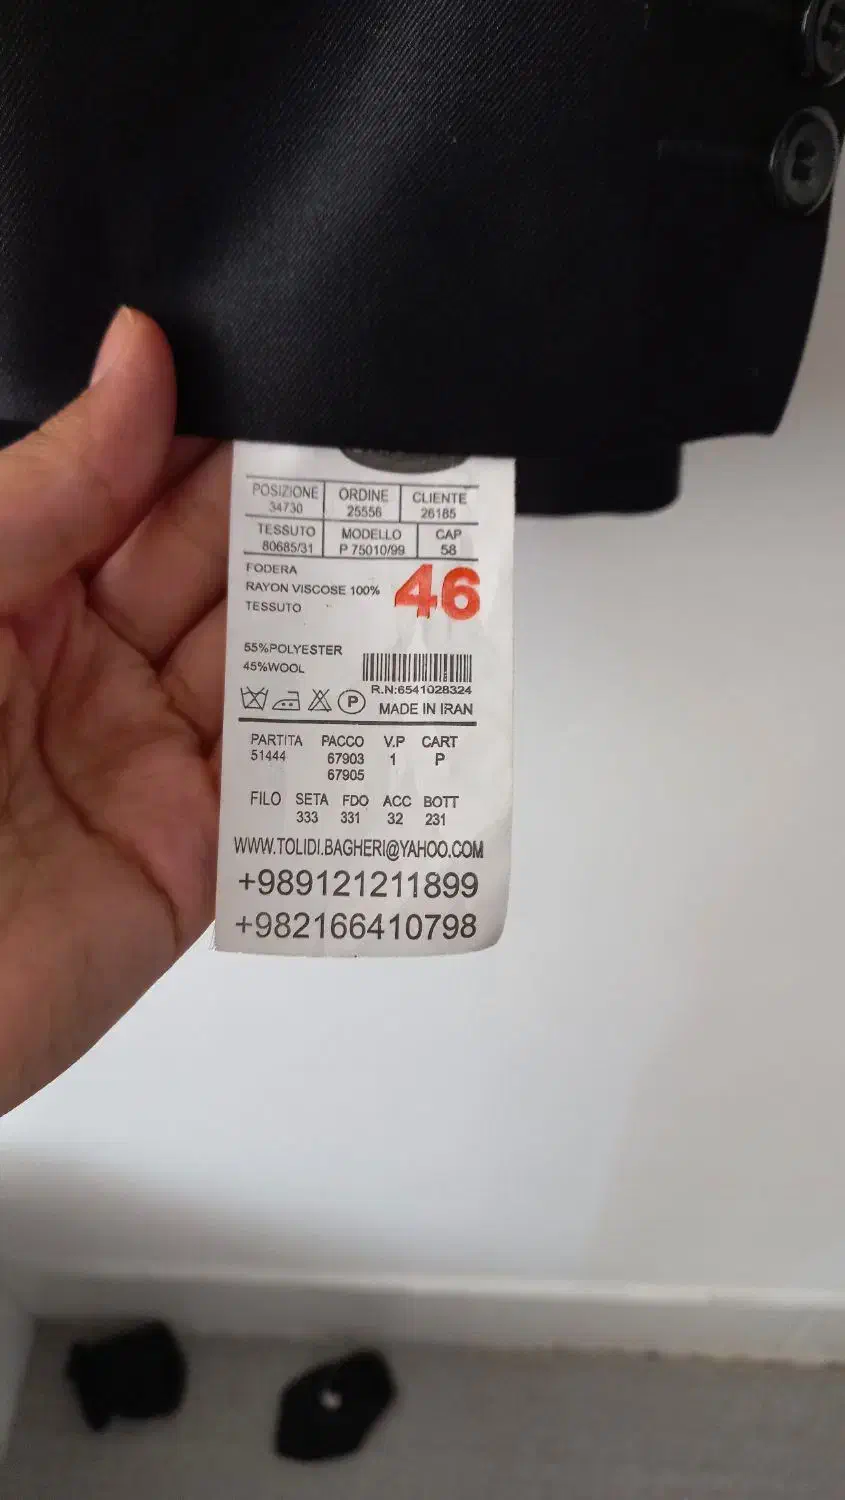 POSIZIONE ORDINE CLIENTE
34730 25556 26185
TESSUTO MODELLO CAP
80685/31 P 75010/99 58
FODERA
RAYON VISCOSE 100% 46
TESSUTO
55%POLYESTER
45%WOOL
R.N:6541028324
P MADE IN IRAN
PARTITA PACCO V.P CART
51444 67903 1 P
67905
FILO SETA FDO ACC BOTT
333 331 32 231
WWW.TOLIDI.BAGHERI@YAHOO.COM
+989121211899
+982166410798